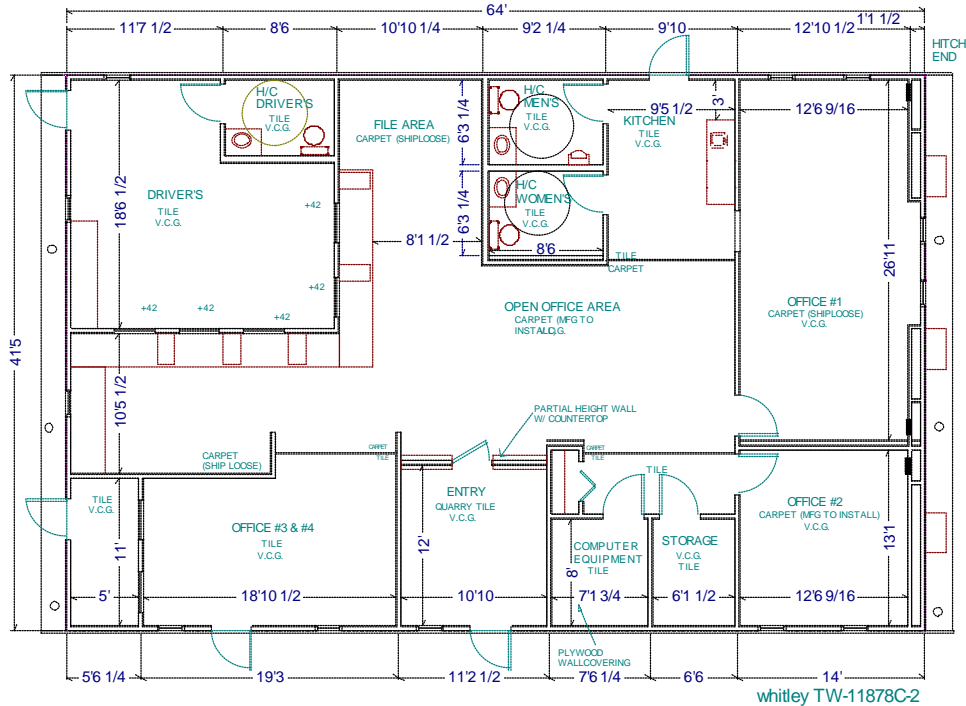 64'
1'1 1/2
11'7 1/2
8'6
10'10 1/4
9'2 1/4
9'10
12'10 1/2
HITCH
END
H/C
DRIVER'S
TILE
V.C.G.
FILE AREA
CARPET (SHIPLOOSE)
6'3 1/4
H/C
MEN'S
TILE
V.C.G.
9'5 1/2
3'
KITCHEN
TILE
V.C.G.
12'6 9/16
DRIVER'S
TILE
V.C.G.
+42
18'6 1/2
6'3 1/4
H/C
WOMEN'S
TILE
V.C.G.
8'1 1/2
8'6
TILE
CARPET
26'11
+42
+42
+42
+42
OPEN OFFICE AREA
CARPET (MFG TO
INSTALL)
V.C.G.
OFFICE #1
CARPET (SHIPLOOSE)
V.C.G.
41'5
10'5 1/2
PARTIAL HEIGHT WALL
W/ COUNTERTOP
CARPET
(SHIP LOOSE)
CARPET
TILE
CARPET
TILE
TILE
TILE
V.C.G.
11'
OFFICE #3 & #4
TILE
V.C.G.
ENTRY
QUARRY TILE
V.C.G.
12'
OFFICE #2
CARPET (MFG TO INSTALL)
V.C.G.
13'1
COMPUTER
EQUIPMENT
TILE
8'
STORAGE
V.C.G.
TILE
5'
18'10 1/2
10'10
7'1 3/4
6'1 1/2
12'6 9/16
PLYWOOD
WALLCOVERING
5'6 1/4
19'3
11'2 1/2
7'6 1/4
6'6
14'
whitley TW-11878C-2